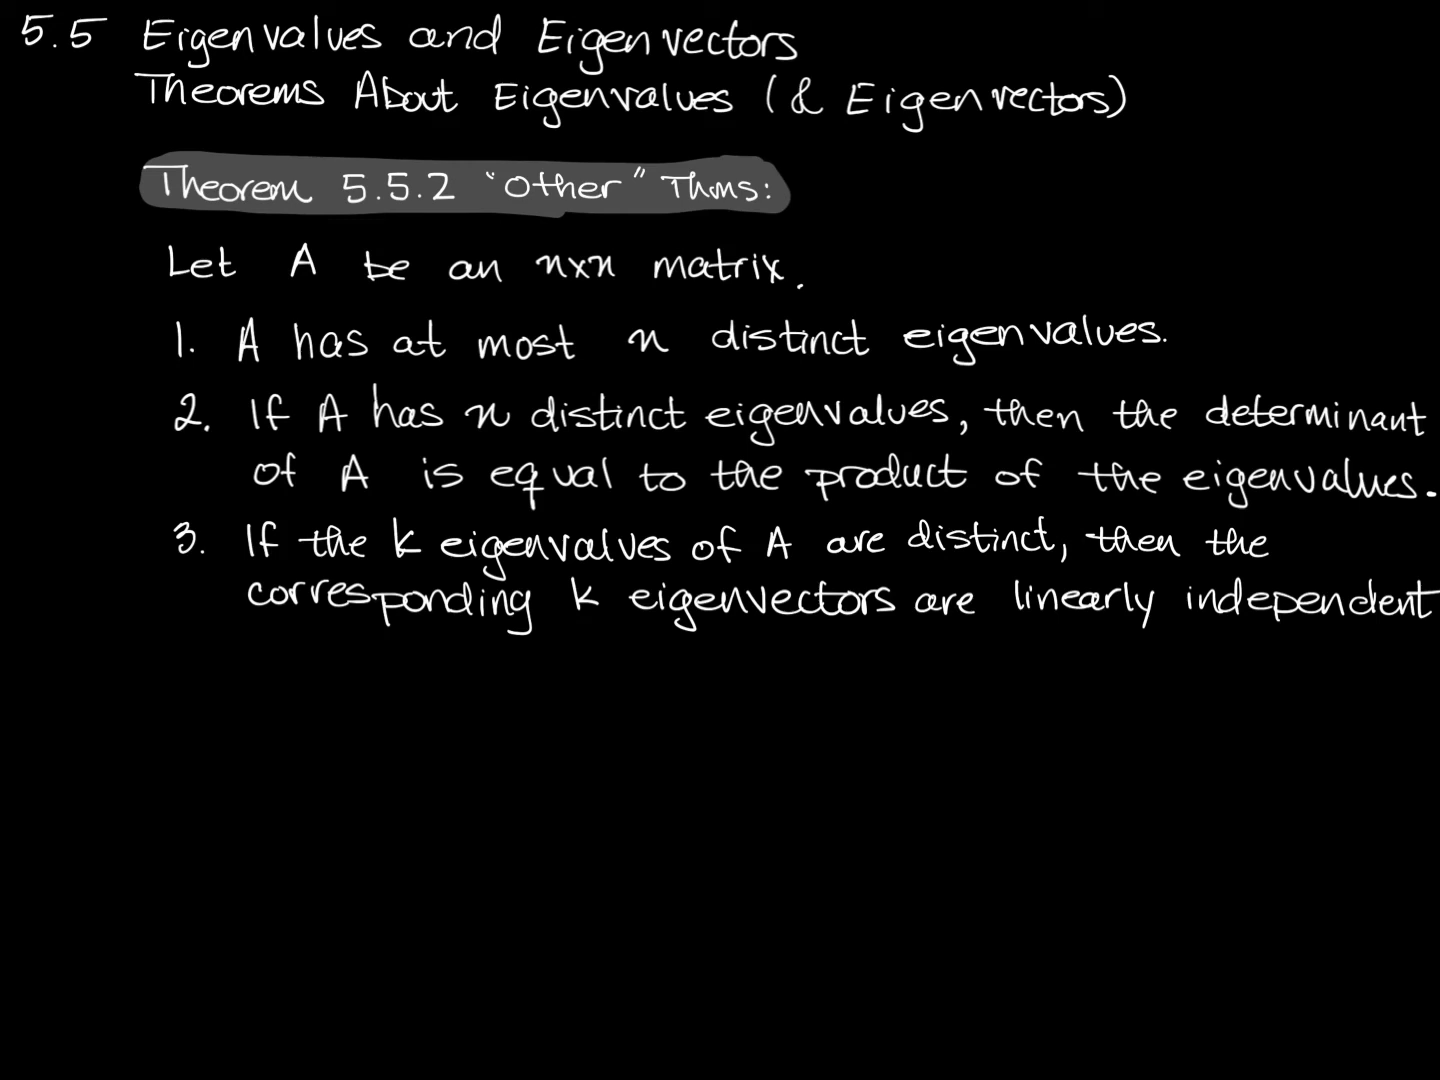 5.5 Eigenvalues and Eigenvectors
Theorems About Eigenvalues (& Eigenvectors)
Theorem 5.5.2 "Other" Thms:
Let A be an n×n matrix.
1. A has at most n distinct eigenvalues.
2. If A has n distinct eigenvalues, then the determinant
of A is equal to the product of the eigenvalues.
3. If the k eigenvalues of A are distinct, then the
corresponding k eigenvectors are linearly independent